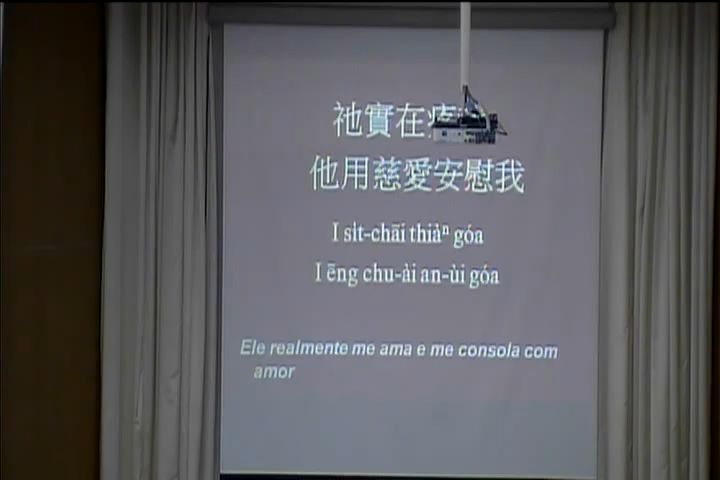 祂實在
他用慈愛安慰我
I si̍t-chāi thiàⁿ góa
I ēng chu-ài an-ùi góa
Ele realmente me ama e me consola com
amor